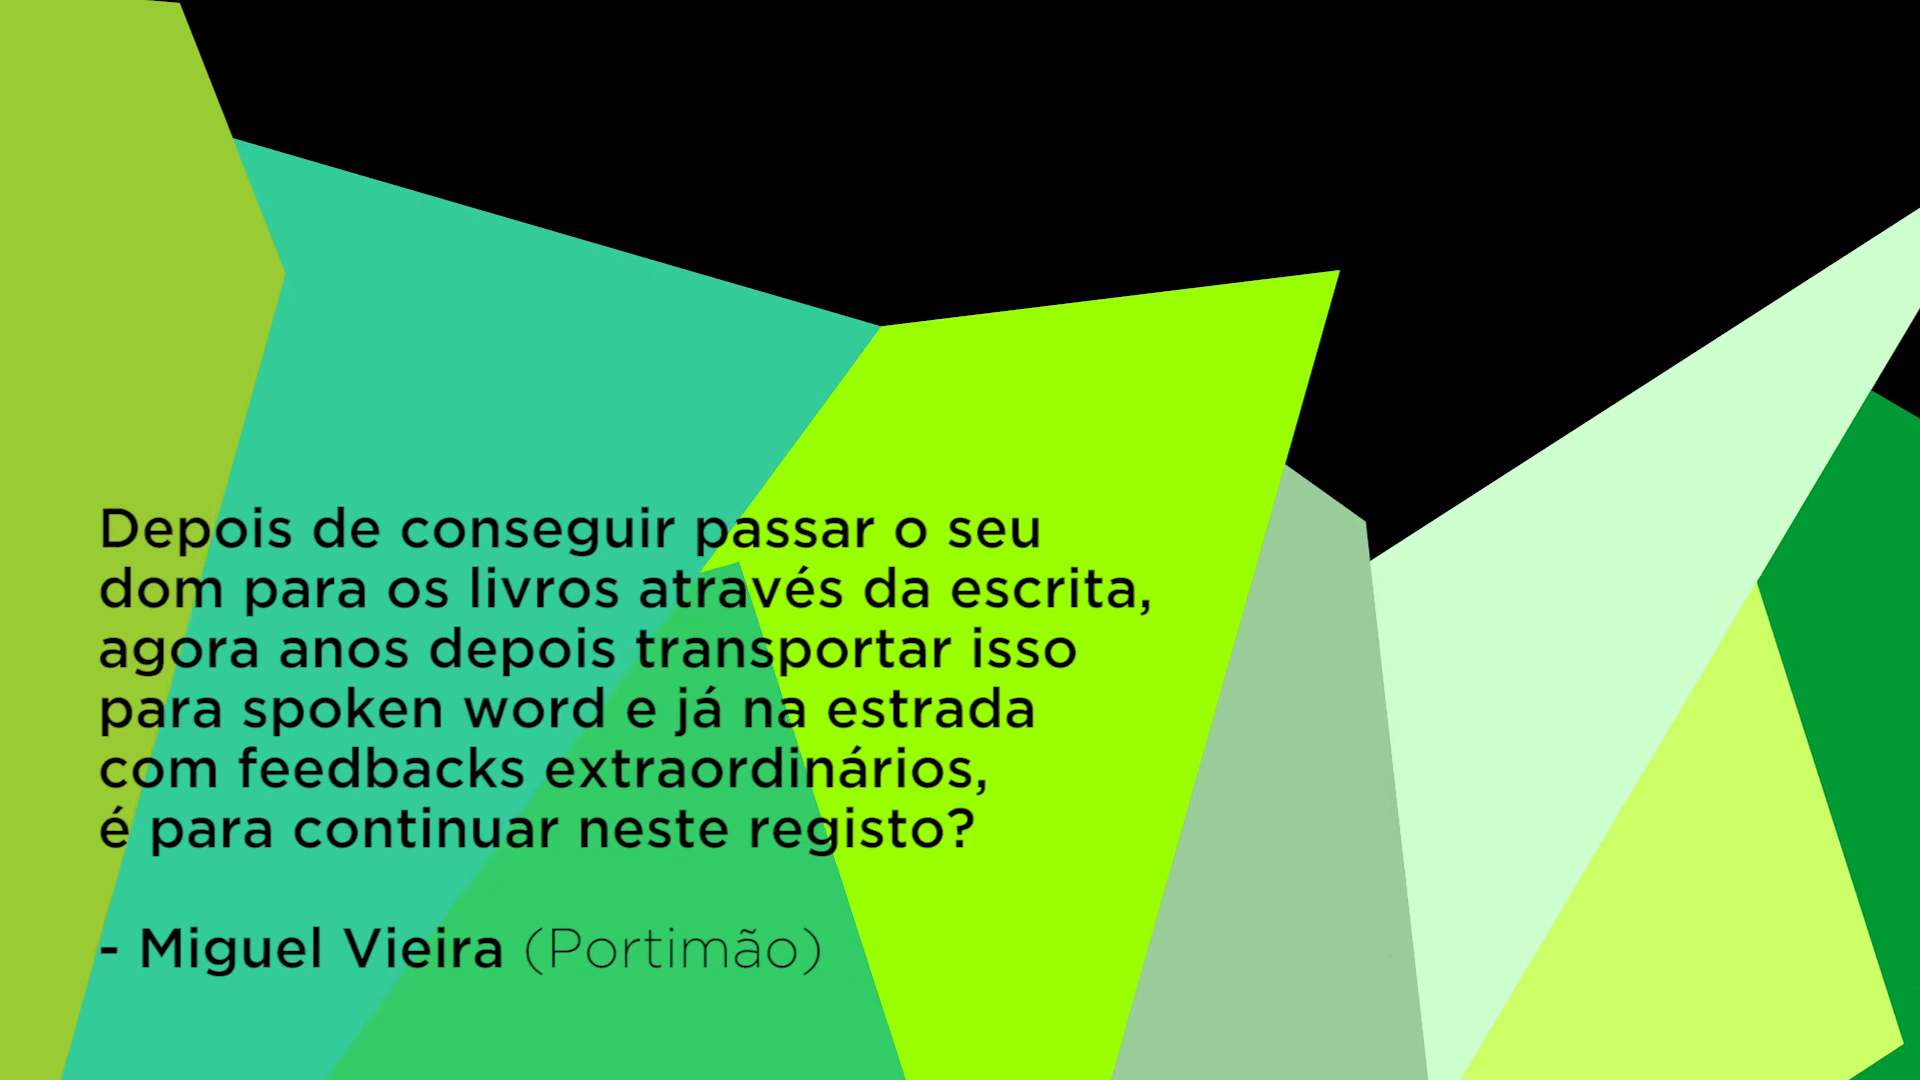 Depois de conseguir passar o seu
dom para os livros através da escrita,
agora anos depois transportar isso
para spoken word e já na estrada
com feedbacks extraordinários,
é para continuar neste registo?
- Miguel Vieira (Portimão)